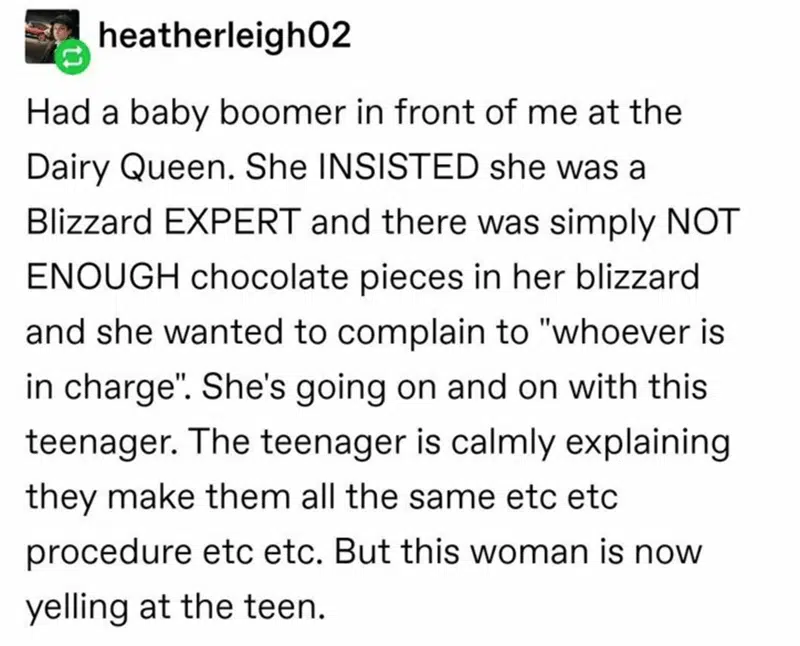 heatherleigh02
Had a baby boomer in front of me at the
Dairy Queen. She INSISTED she was a
Blizzard EXPERT and there was simply NOT
ENOUGH chocolate pieces in her blizzard
and she wanted to complain to "whoever is
in charge". She's going on and on with this
teenager. The teenager is calmly explaining
they make them all the same etc etc
procedure etc etc. But this woman is now
yelling at the teen.